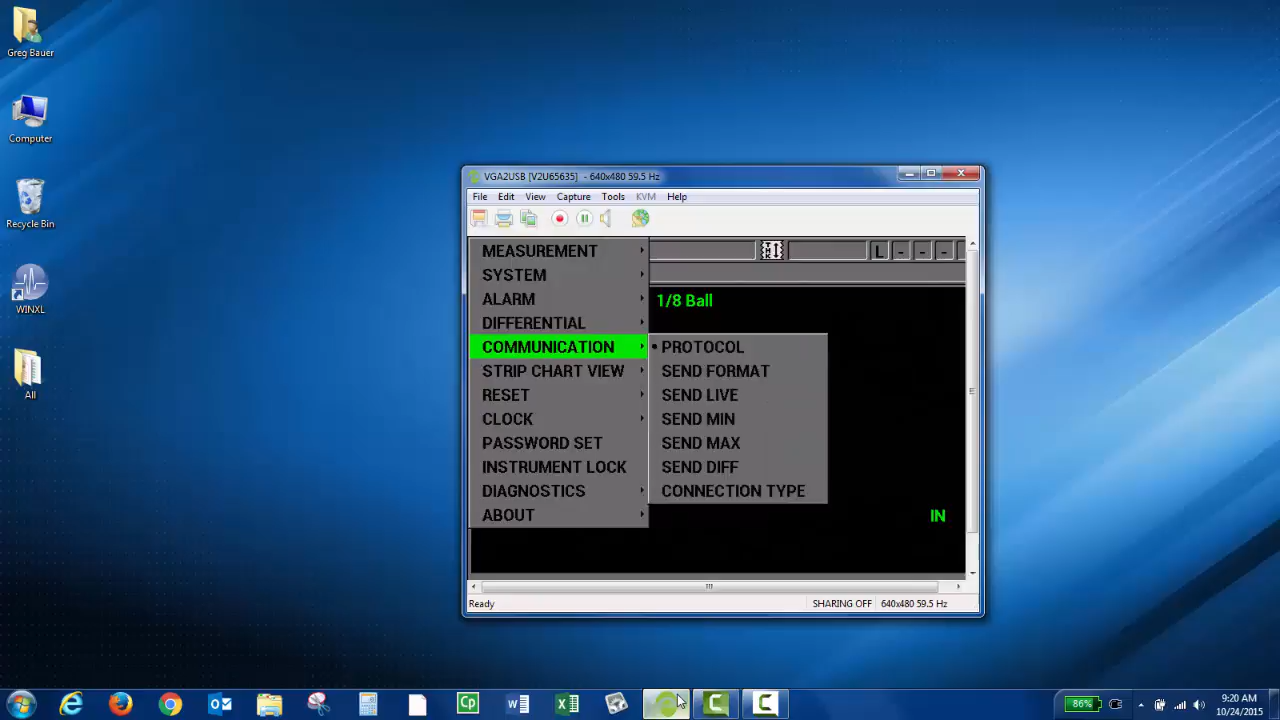 Greg Bauer
Computer
Recycle Bin
WINXL
All
VGA2USB [V2U65635] - 640x480 59.5 Hz
File Edit View Capture Tools KVM Help
MEASUREMENT
SYSTEM
ALARM
DIFFERENTIAL
COMMUNICATION
STRIP CHART VIEW
RESET
CLOCK
PASSWORD SET
INSTRUMENT LOCK
DIAGNOSTICS
ABOUT
L - - -
1/8 Ball
PROTOCOL
SEND FORMAT
SEND LIVE
SEND MIN
SEND MAX
SEND DIFF
CONNECTION TYPE
IN
Ready SHARING OFF 640x480 59.5 Hz
Cp
86%
9:20 AM
10/24/2015